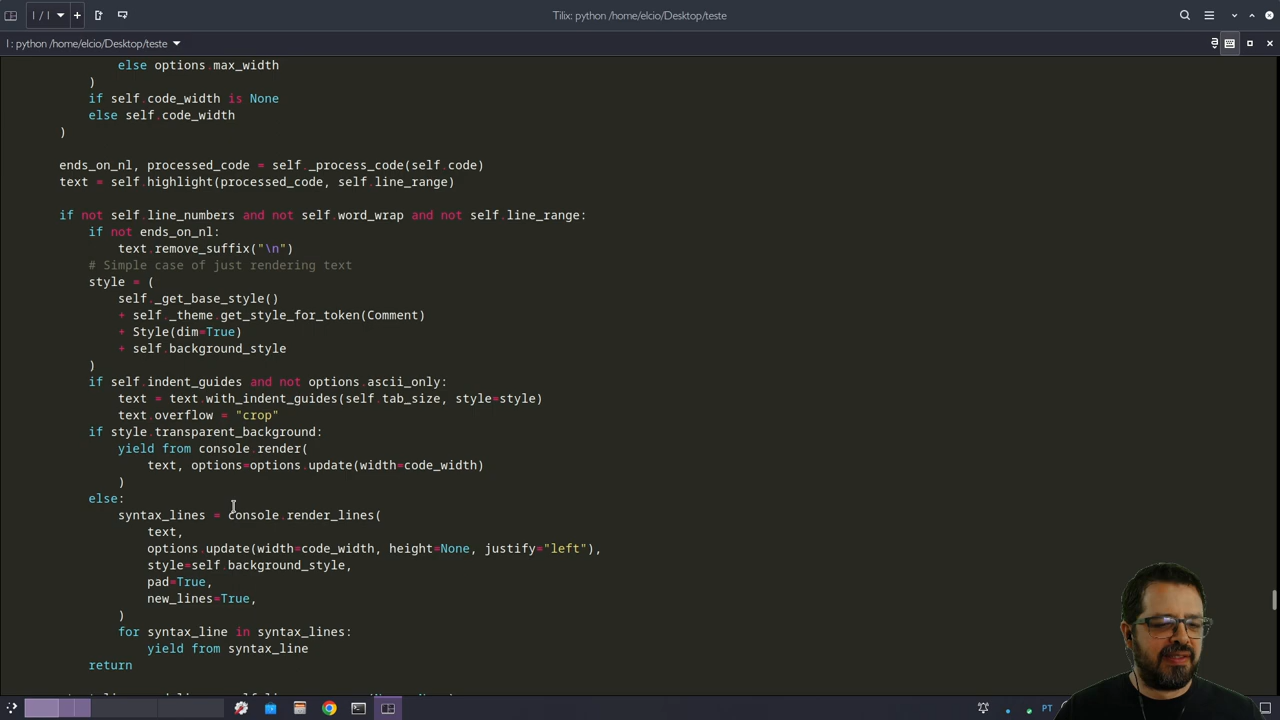 1 / 1
Tilix: python /home/elcio/Desktop/teste
1: python /home/elcio/Desktop/teste
else options.max_width
)
if self.code_width is None
else self.code_width
)
ends_on_nl, processed_code = self._process_code(self.code)
text = self.highlight(processed_code, self.line_range)
if not self.line_numbers and not self.word_wrap and not self.line_range:
if not ends_on_nl:
text.remove_suffix("\n")
# Simple case of just rendering text
style = (
self._get_base_style()
+ self._theme.get_style_for_token(Comment)
+ Style(dim=True)
+ self.background_style
)
if self.indent_guides and not options.ascii_only:
text = text.with_indent_guides(self.tab_size, style=style)
text.overflow = "crop"
if style.transparent_background:
yield from console.render(
text, options=options.update(width=code_width)
)
else:
syntax_lines = console.render_lines(
text,
options.update(width=code_width, height=None, justify="left"),
style=self.background_style,
pad=True,
new_lines=True,
)
for syntax_line in syntax_lines:
yield from syntax_line
return
PT